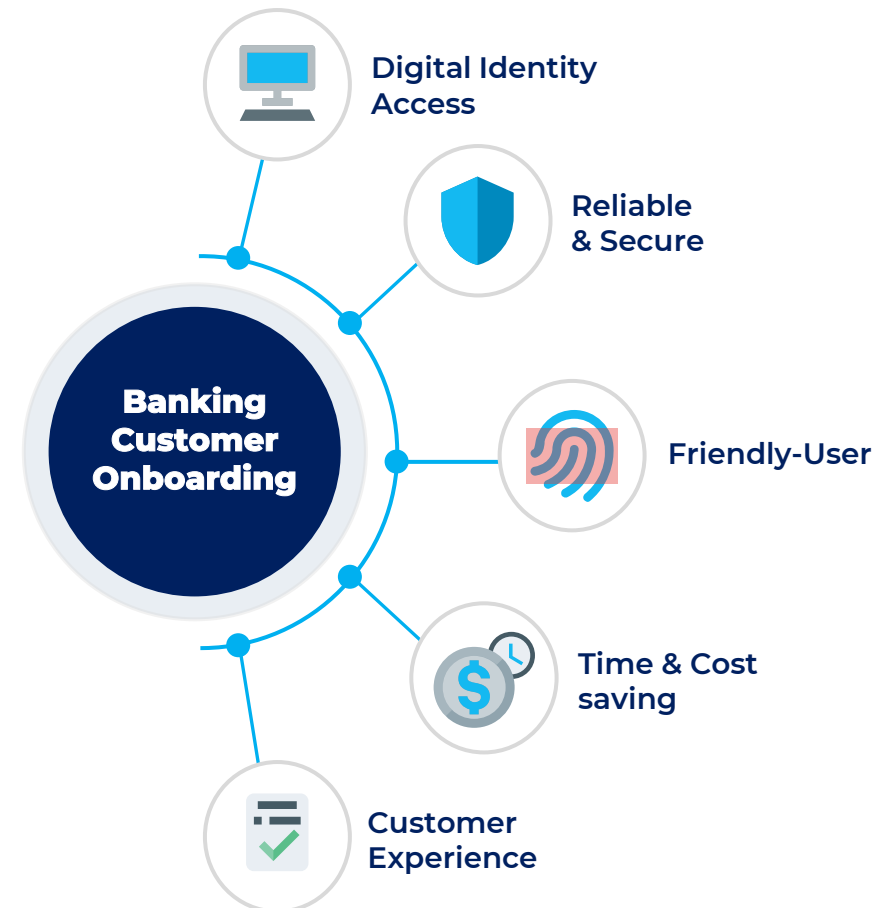 Digital Identity
Access
Reliable
& Secure
Banking
Customer
Onboarding
Friendly-User
Time & Cost
saving
Customer
Experience